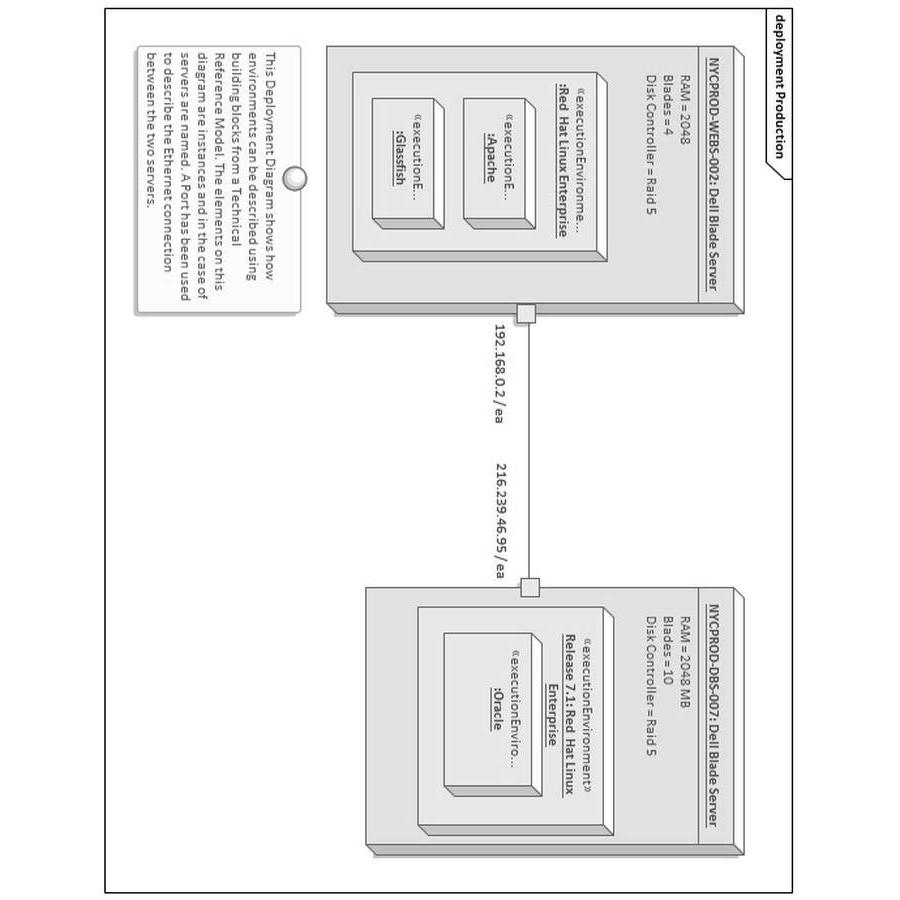 deployment Production
NYCPROD-WEBS-002: Dell Blade Server
RAM = 2048
Blades = 4
Disk Controller = Raid 5
«executionEnvironme...
:Red Hat Linux Enterprise
«executionE...
:Apache
«executionE...
:Glassfish
192.168.0.2 / ea
216.239.46.95 / ea
NYCPROD-DBS-007: Dell Blade Server
RAM = 2048 MB
Blades = 10
Disk Controller = Raid 5
«executionEnvironment»
Release 7.1: Red Hat Linux
Enterprise
«executionEnviro...
:Oracle
This Deployment Diagram shows how
environments can be described using
building blocks from a Technical
Reference Model. The elements on this
diagram are instances and in the case of
servers are named. A Port has been used
to describe the Ethernet connection
between the two servers.